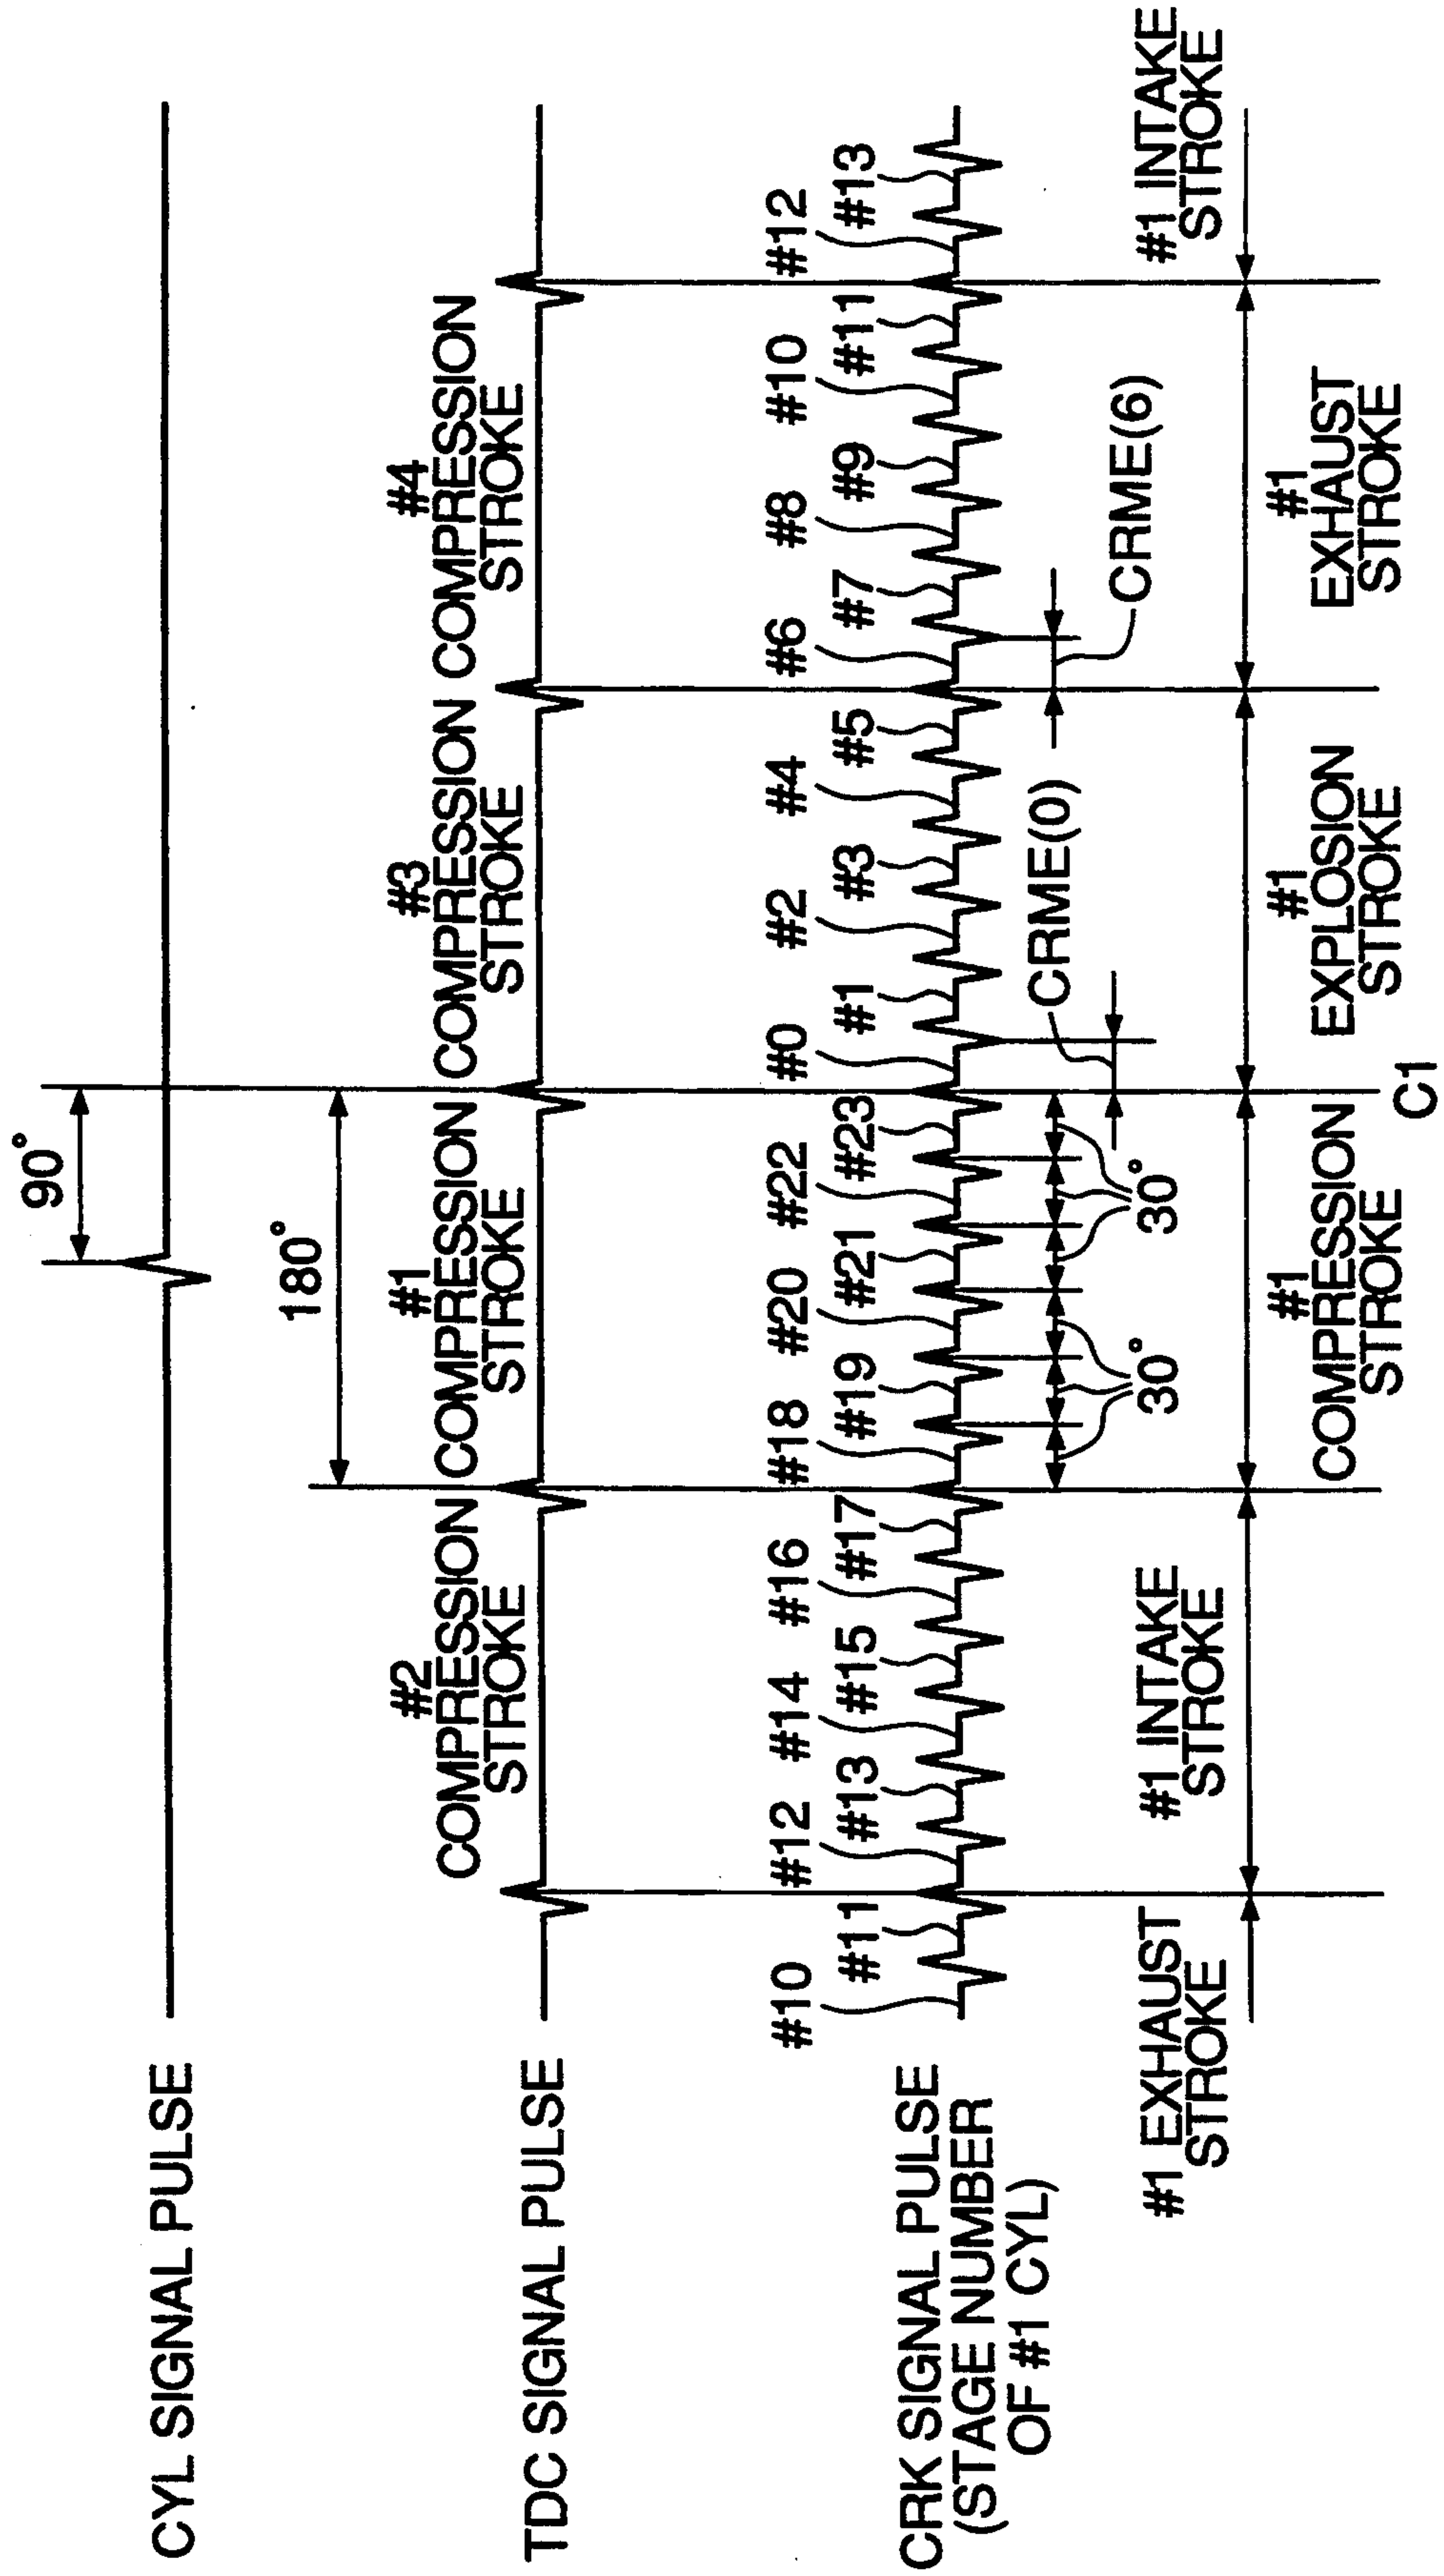 90°
CYL SIGNAL PULSE
180°
#2
COMPRESSION
STROKE
#1
COMPRESSION
STROKE
#3
COMPRESSION
STROKE
#4
COMPRESSION
STROKE
TDC SIGNAL PULSE
#10
#12
#14
#16
#18
#20
#22
#0
#2
#4
#6
#8
#10
#12
#11
#13
#15
#17
#19
#21
#23
#1
#3
#5
#7
#9
#11
#13
CRK SIGNAL PULSE
(STAGE NUMBER
OF #1 CYL)
CRME(0)
CRME(6)
30°
30°
#1 EXHAUST
STROKE
#1 INTAKE
STROKE
#1
COMPRESSION
STROKE
#1
EXPLOSION
STROKE
#1
EXHAUST
STROKE
#1 INTAKE
STROKE
C1